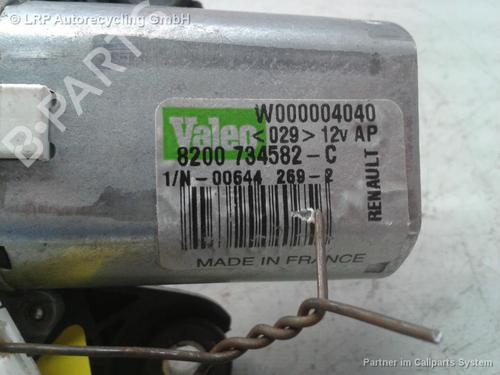 © LRP Autorecycling GmbH
Valeo
W000004040
<029> 12v AP
8200 734582-C
1/N-00644 269-2
RENAULT
MADE IN FRANCE
Partner im Callparts System